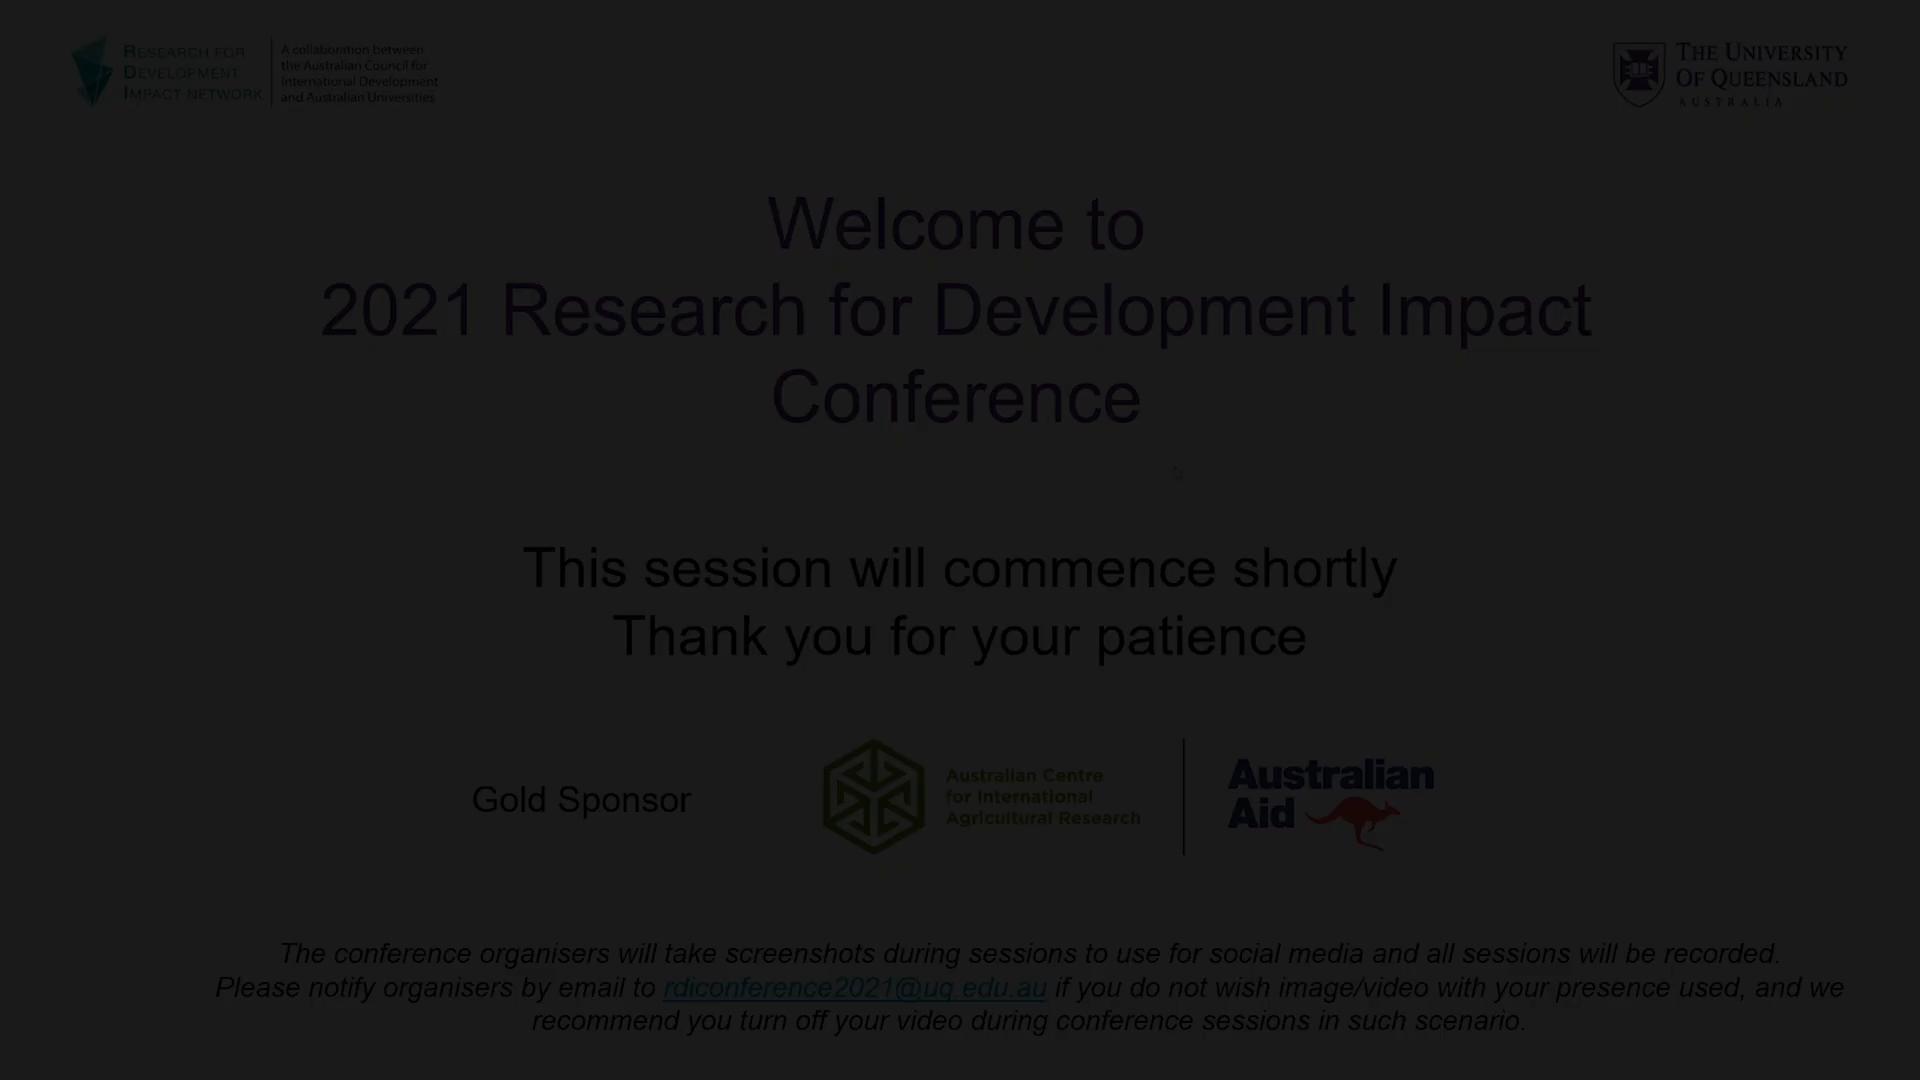 RESEARCH FOR
DEVELOPMENT
IMPACT NETWORK
A collaboration between
the Australian Council for
International Development
and Australian Universities
THE UNIVERSITY
OF QUEENSLAND
AUSTRALIA
Welcome to
2021 Research for Development Impact
Conference
This session will commence shortly
Thank you for your patience
Gold Sponsor
Australian Centre
for International
Agricultural Research
Australian
Aid
The conference organisers will take screenshots during sessions to use for social media and all sessions will be recorded.
Please notify organisers by email to rdiconference2021@uq.edu.au if you do not wish image/video with your presence used, and we
recommend you turn off your video during conference sessions in such scenario.